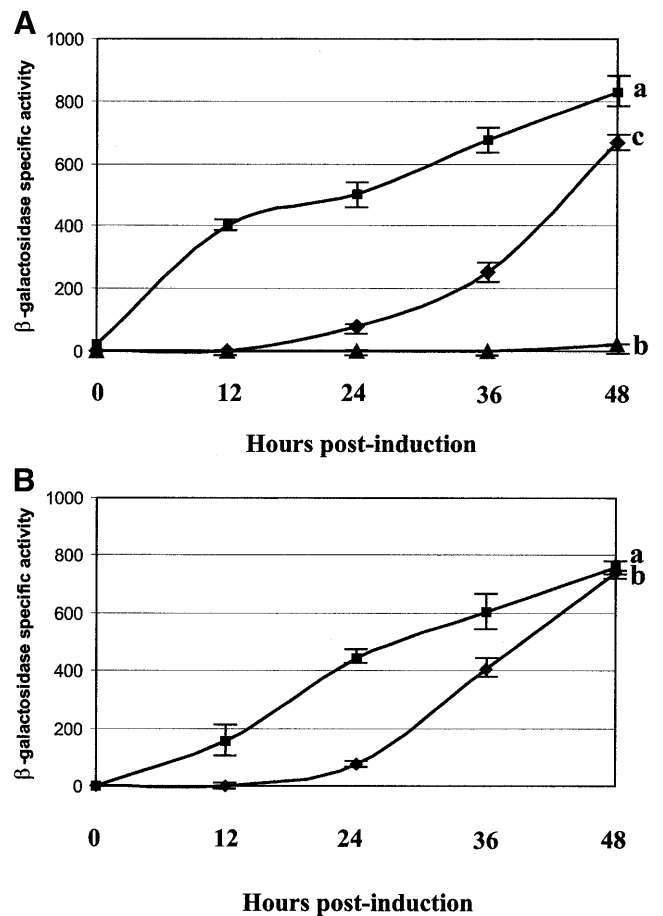 A
1000
800
600
400
200
0
β-galactosidase specific activity
a
c
b
0 12 24 36 48
Hours post-induction
B
1000
800
600
400
200
0
β-galactosidase specific activity
a
b
0 12 24 36 48
Hours post-induction